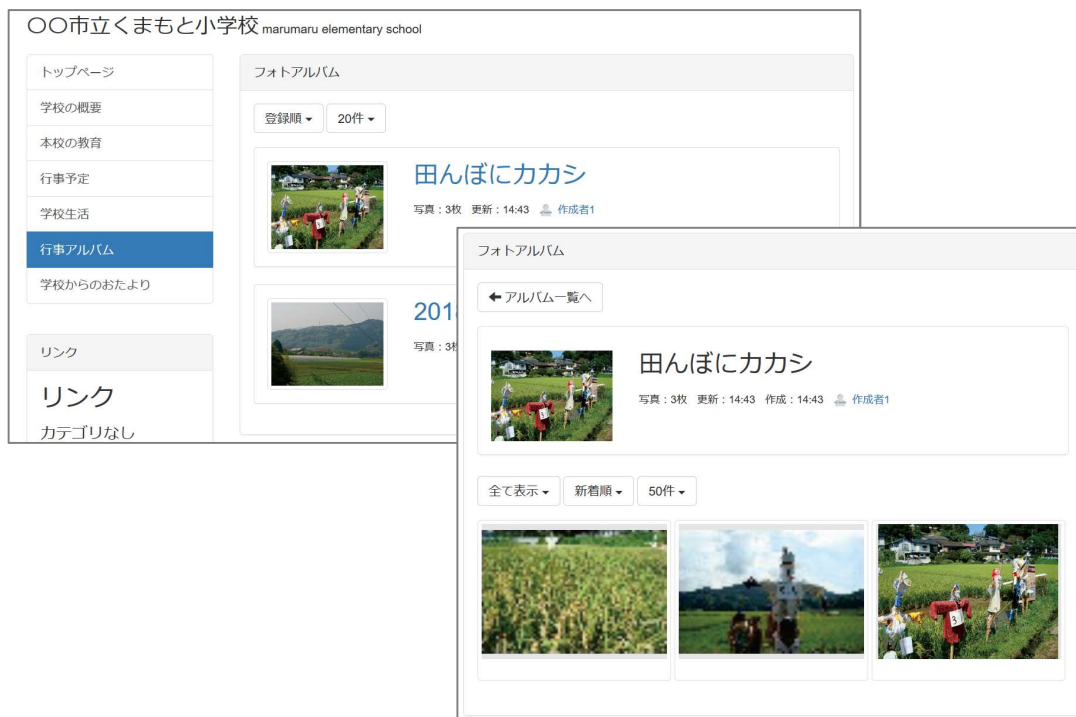 〇〇市立くまもと小学校 marumaru elementary school
トップページ
学校の概要
本校の教育
行事予定
学校生活
行事アルバム
学校からのおたより
リンク
リンク
カテゴリなし
フォトアルバム
登録順 20件
田んぼにカカシ
写真：3枚 更新：14:43 作成者1
201
写真：3
フォトアルバム
アルバム一覧へ
田んぼにカカシ
写真：3枚 更新：14:43 作成：14:43 作成者1
全て表示 新着順 50件
3